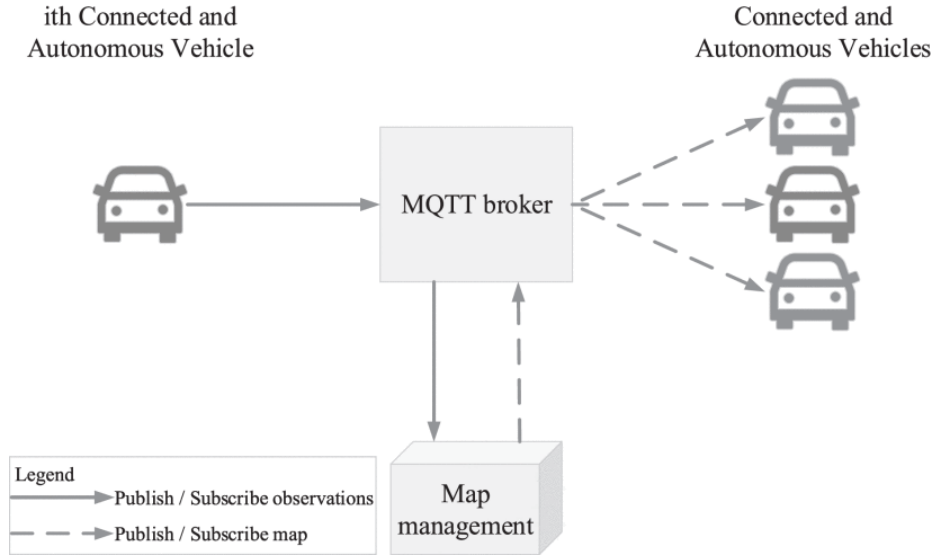 ith Connected and
Autonomous Vehicle
Connected and
Autonomous Vehicles
MQTT broker
Map
management
Legend
Publish / Subscribe observations
Publish / Subscribe map